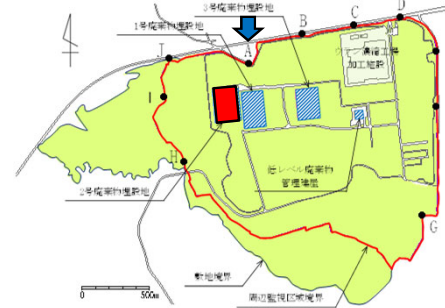 3号廃棄物埋設地
1号廃棄物埋設地
A
B
C
D
ウラン濃縮工場
加工施設
J
I
H
G
低レベル廃棄物
管理建屋
2号廃棄物埋設地
敷地境界
周辺監視区域境界
0
500m